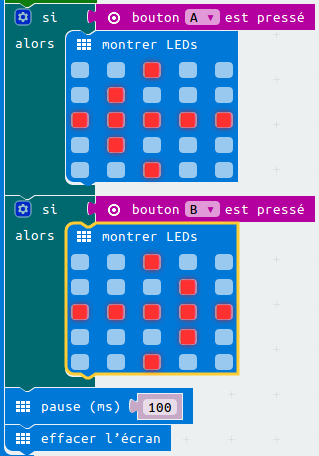 si bouton A est pressé
alors montrer LEDs
si bouton B est pressé
alors montrer LEDs
pause (ms) 100
effacer l'écran